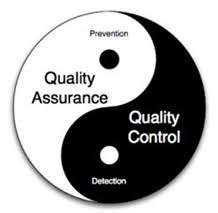 Prevention
Quality
Assurance
Quality
Control
Detection